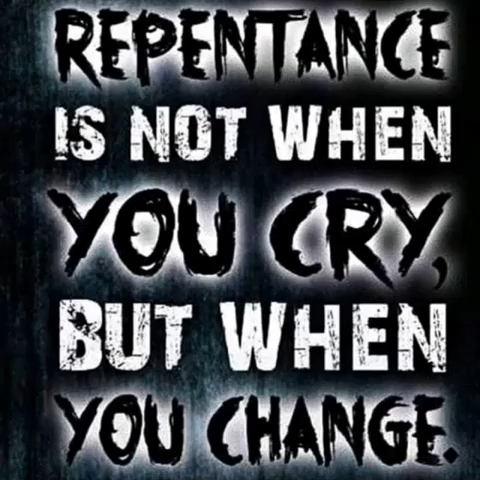 REPENTANCE
IS NOT WHEN
YOU CRY,
BUT WHEN
YOU CHANGE.